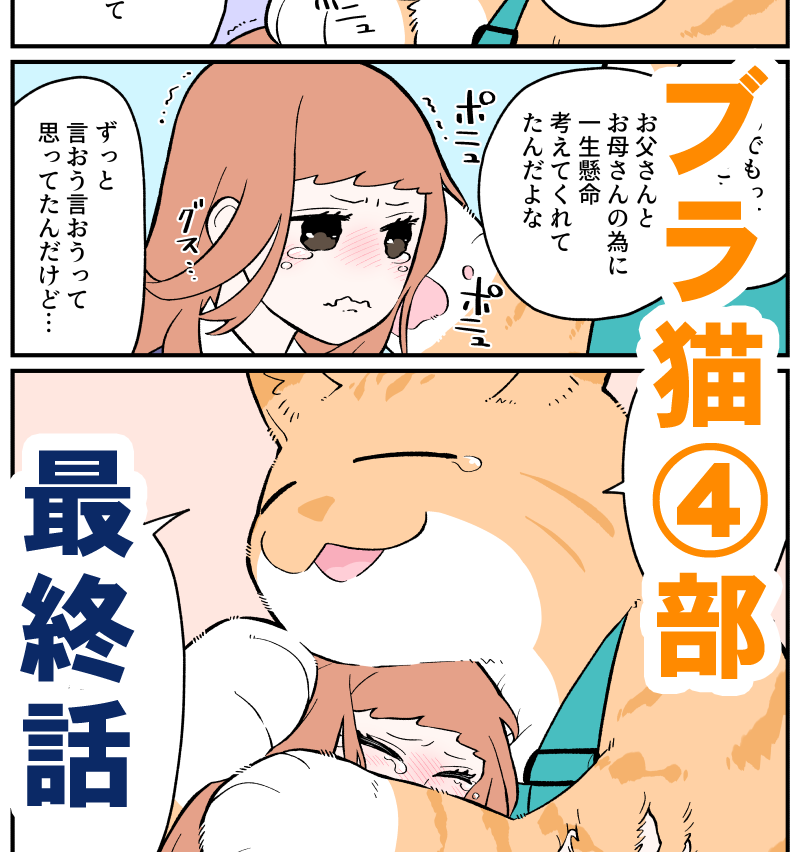 て
ポニュ
ブラ猫④部
でもっ
お父さんと
お母さんの為に
一生懸命
考えてくれて
たんだよな
ポニュ
ポニュ
グス…
ずっと
言おう言おうって
思ってたんだけど…
最終話